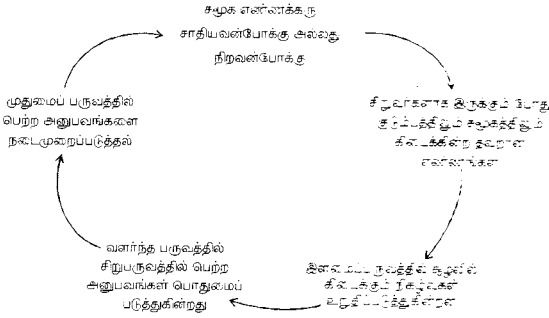 சமூக எண்ணக்கரு
சாதியவன்போக்கு அல்லது
நிறவன்போக்கு
சிறுவர்களாக இருக்கும் போது
குடும்பத்திலும் சமூகத்திலும்
கிடைக்கின்ற தவறான
எண்ணங்கள்
இளமைப்பருவத்தில் சூழலில்
கிடைக்கும் நிகழ்வுகள்
உறுதிப்படுத்துகின்றன
வளர்ந்த பருவத்தில்
சிறுபருவத்தில் பெற்ற
அனுபவங்கள் பொதுமைப்
படுத்துகின்றது
முதுமைப் பருவத்தில்
பெற்ற அனுபவங்களை
நடைமுறைப்படுத்தல்